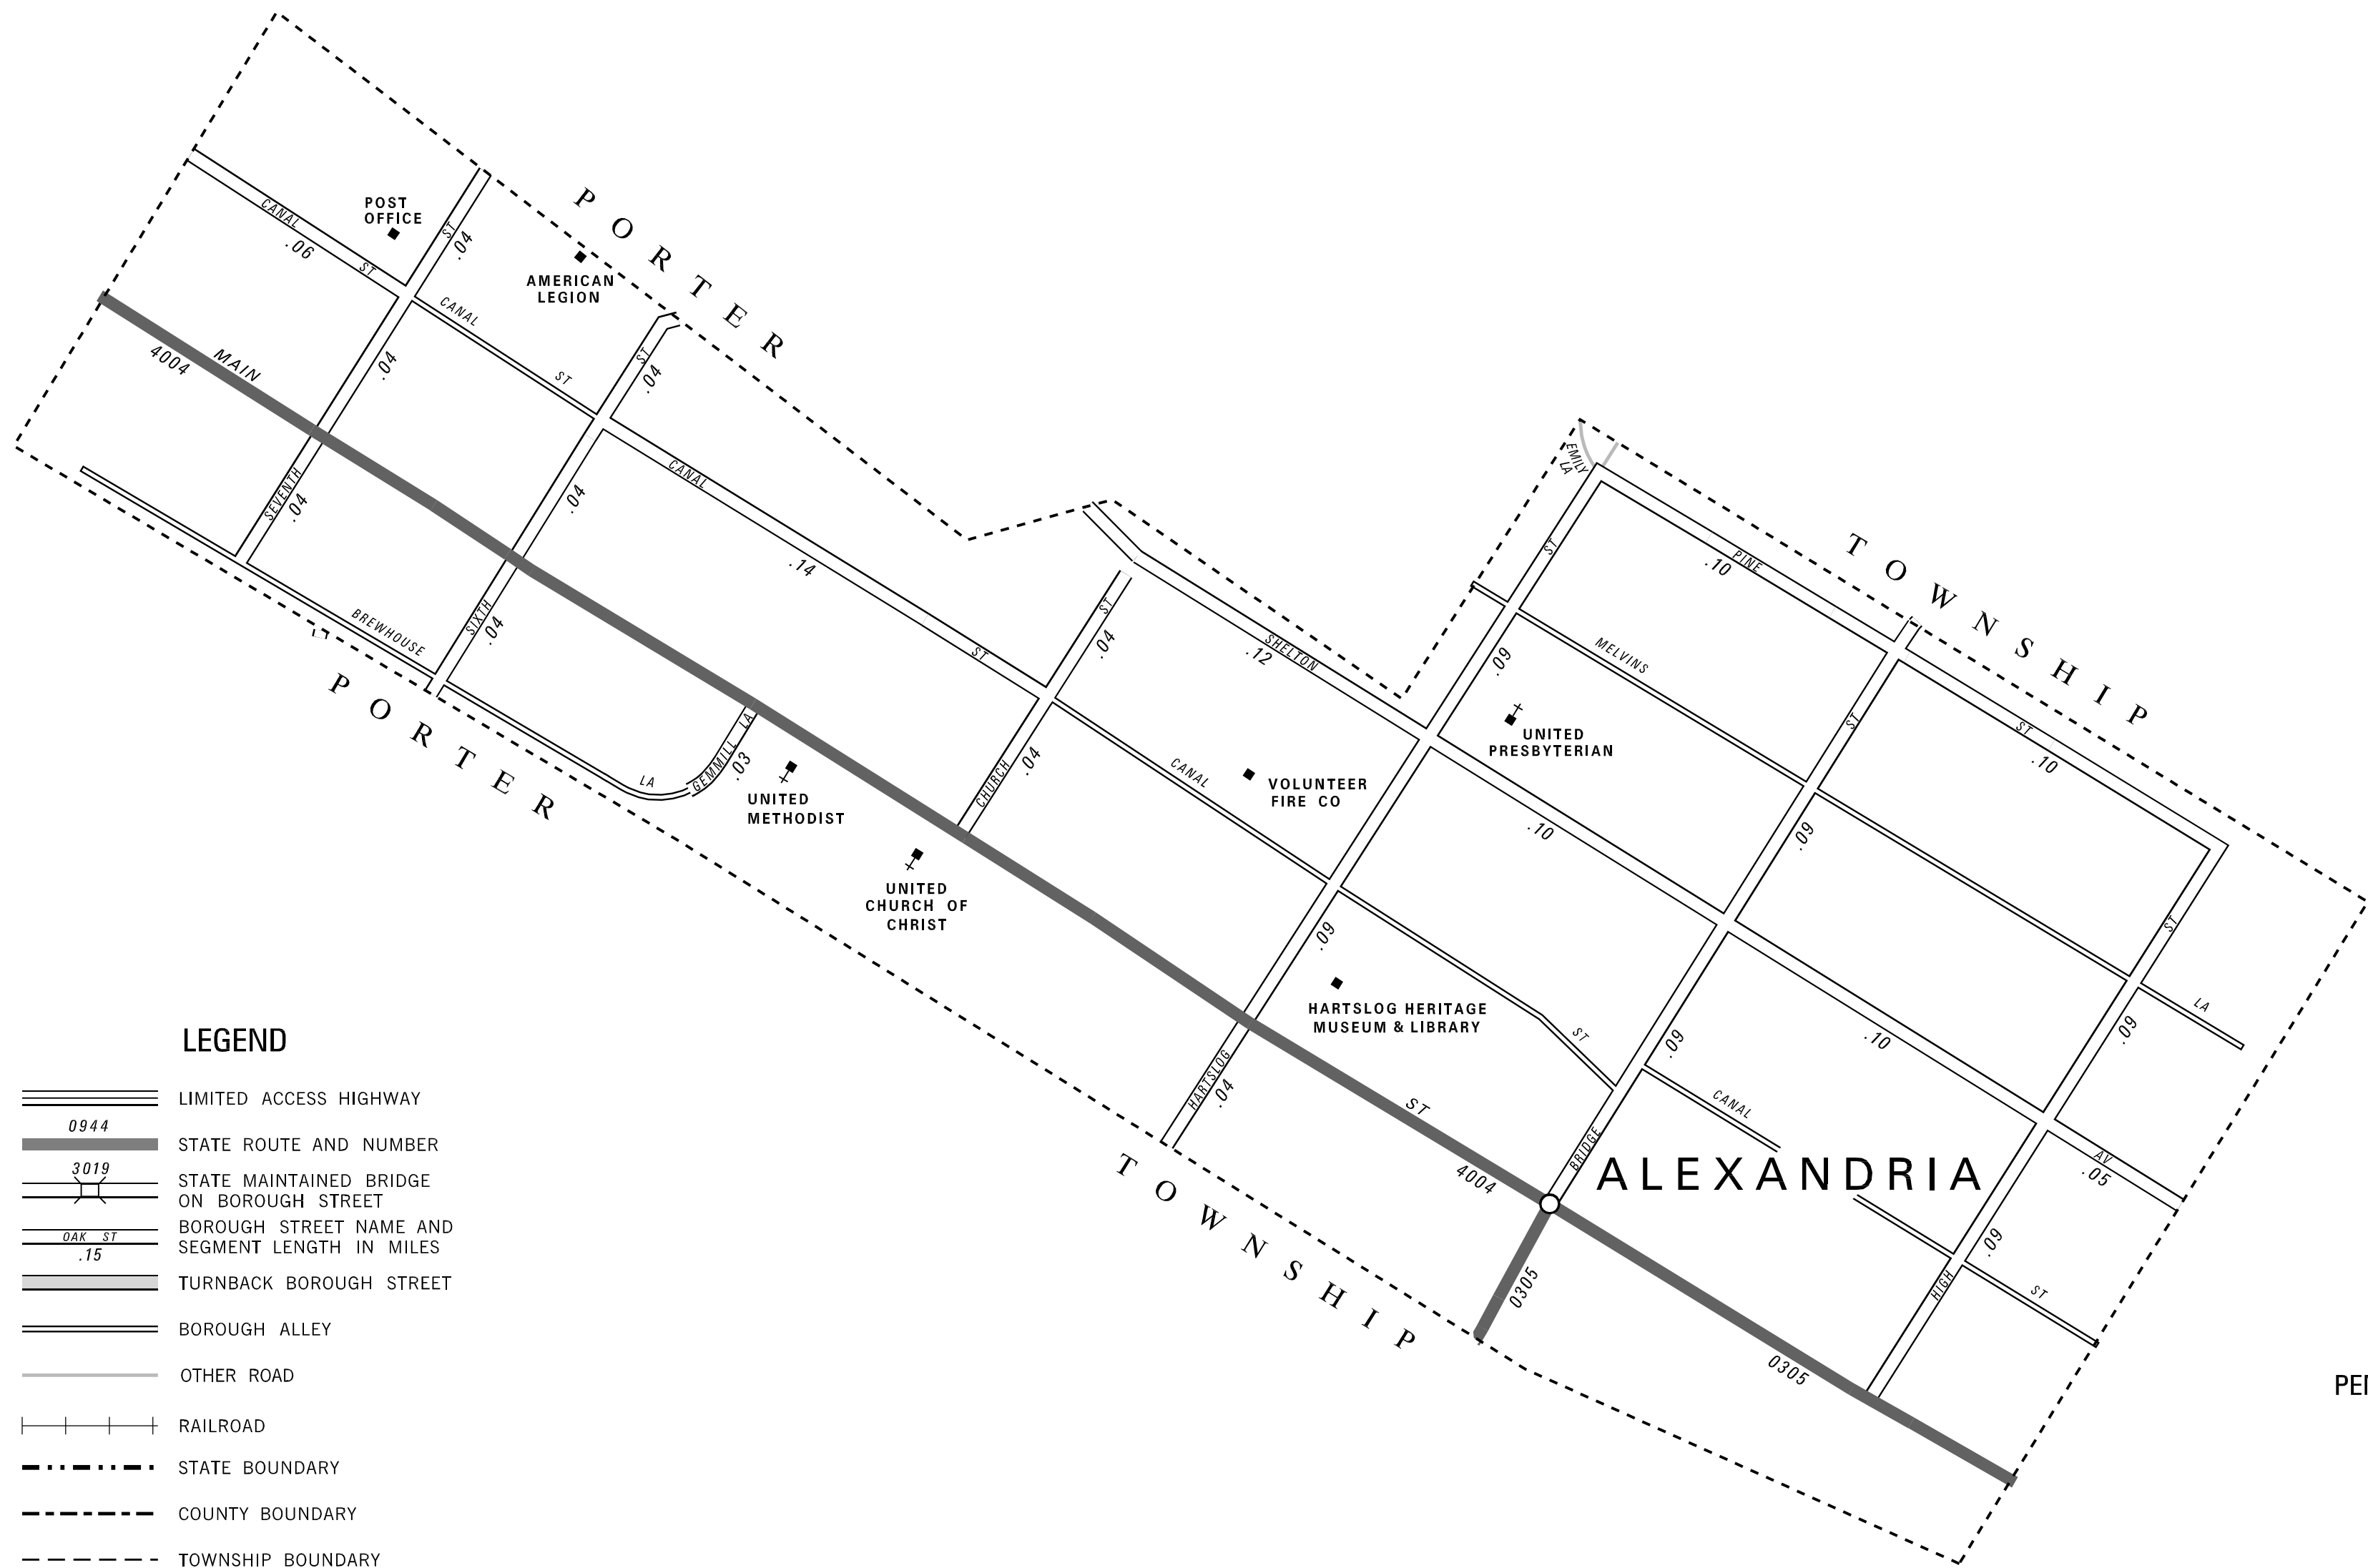 PORTER
POST
OFFICE
CANAL
.06
ST
ST
.04
AMERICAN
LEGION
4004
MAIN
.04
CANAL
ST
ST
.04
SEVENTH
.04
CANAL
.04
.14
ST
BREWHOUSE
SIXTH
.04
LA
GEMMILL LA
.03
PORTER
UNITED
METHODIST
UNITED
CHURCH OF
CHRIST
ST
.04
CHURCH
.04
SHELTON
.12
CANAL
VOLUNTEER
FIRE CO
EMILY
LA
ST
.09
PINE
.10
TOWNSHIP
MELVINS
UNITED
PRESBYTERIAN
ST
.10
ST
.09
.10
ST
.09
HARTSLOG HERITAGE
MUSEUM & LIBRARY
ST
HARTSLOG
.04
ST
4004
TOWNSHIP
.09
CANAL
BRIDGE
ALEXANDRIA
.10
.09
LA
AV
.05
.09
HIGH
ST
0305
0305
PE
LEGEND
LIMITED ACCESS HIGHWAY
0944
STATE ROUTE AND NUMBER
3019
STATE MAINTAINED BRIDGE
ON BOROUGH STREET
OAK ST
.15
BOROUGH STREET NAME AND
SEGMENT LENGTH IN MILES
TURNBACK BOROUGH STREET
BOROUGH ALLEY
OTHER ROAD
RAILROAD
STATE BOUNDARY
COUNTY BOUNDARY
TOWNSHIP BOUNDARY